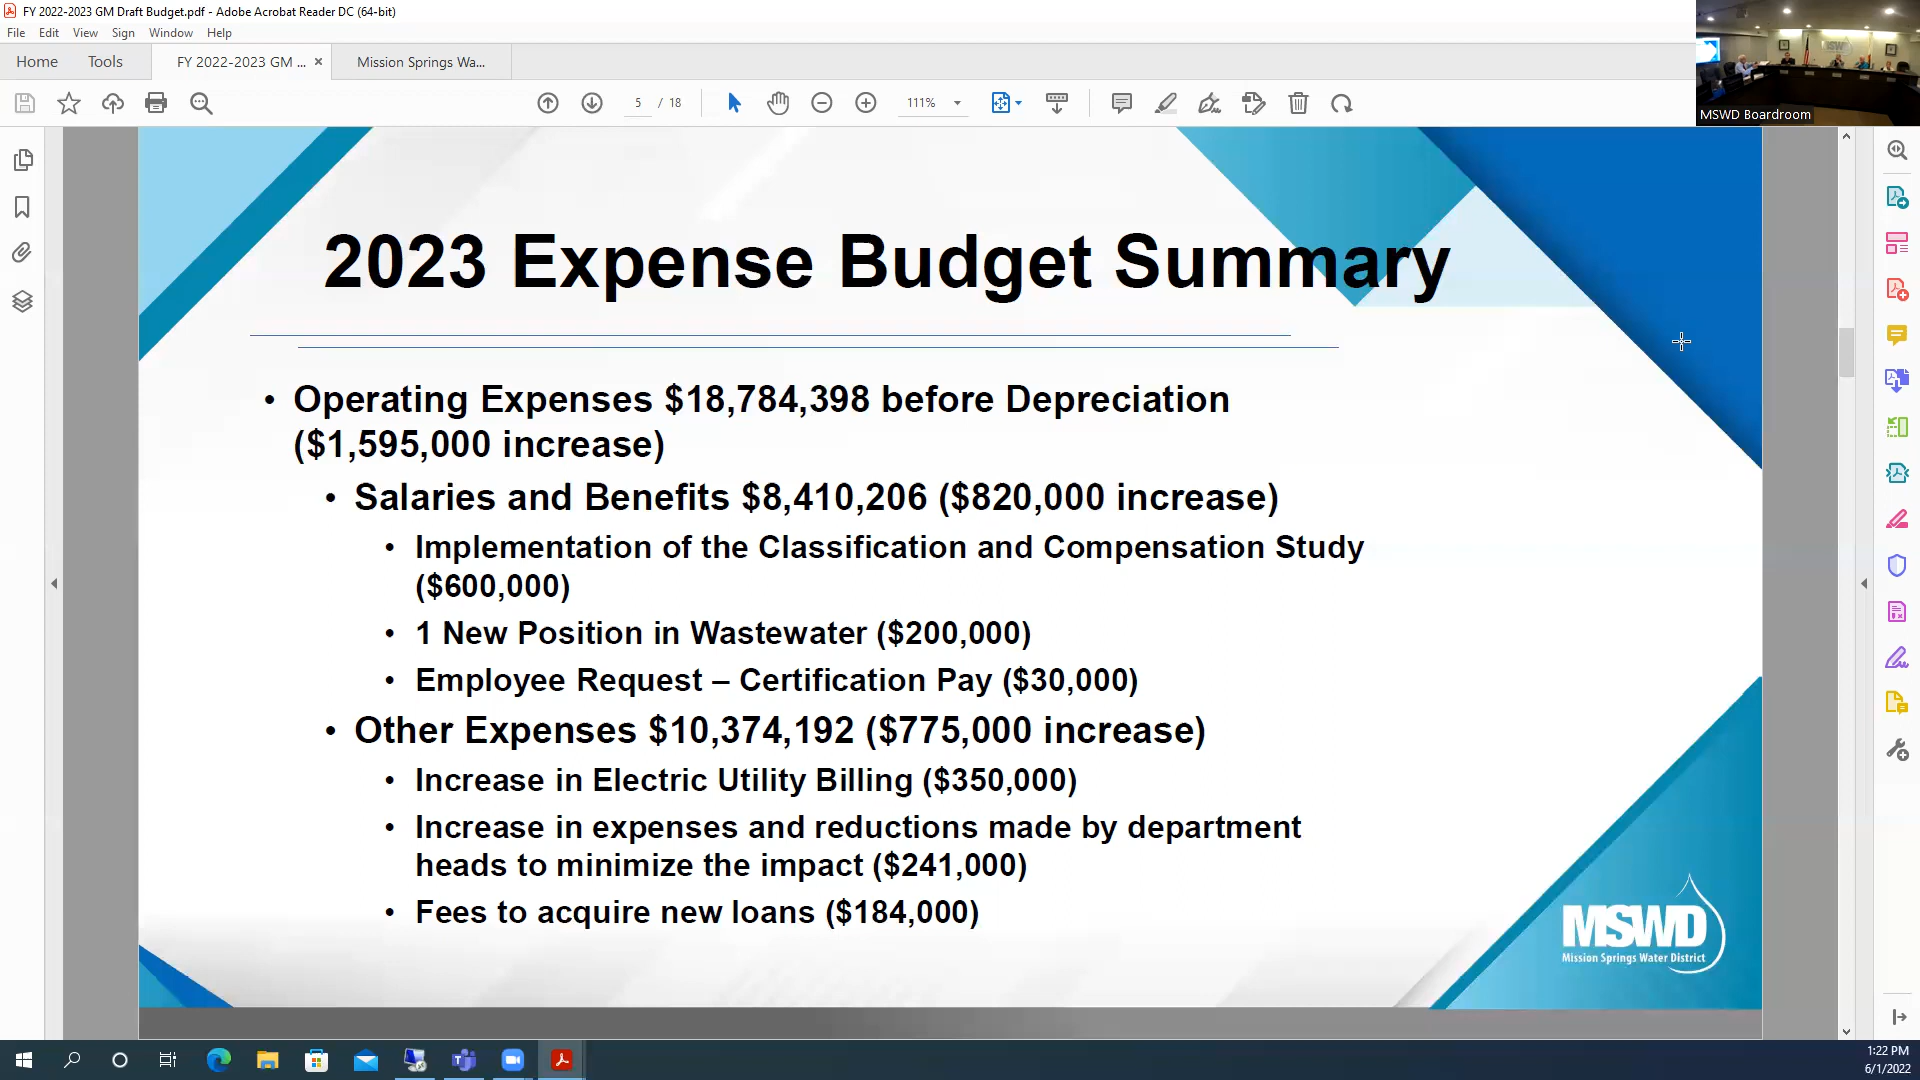 FY 2022-2023 GM Draft Budget.pdf - Adobe Acrobat Reader DC (64-bit)
File Edit View Sign Window Help
Home Tools FY 2022-2023 GM ... × Mission Springs Wa...
5 / 18 111%
MSWD Boardroom
2023 Expense Budget Summary
• Operating Expenses $18,784,398 before Depreciation
($1,595,000 increase)
• Salaries and Benefits $8,410,206 ($820,000 increase)
• Implementation of the Classification and Compensation Study
($600,000)
• 1 New Position in Wastewater ($200,000)
• Employee Request – Certification Pay ($30,000)
• Other Expenses $10,374,192 ($775,000 increase)
• Increase in Electric Utility Billing ($350,000)
• Increase in expenses and reductions made by department
heads to minimize the impact ($241,000)
• Fees to acquire new loans ($184,000)
MSWD
Mission Springs Water District
1:22 PM
6/1/2022